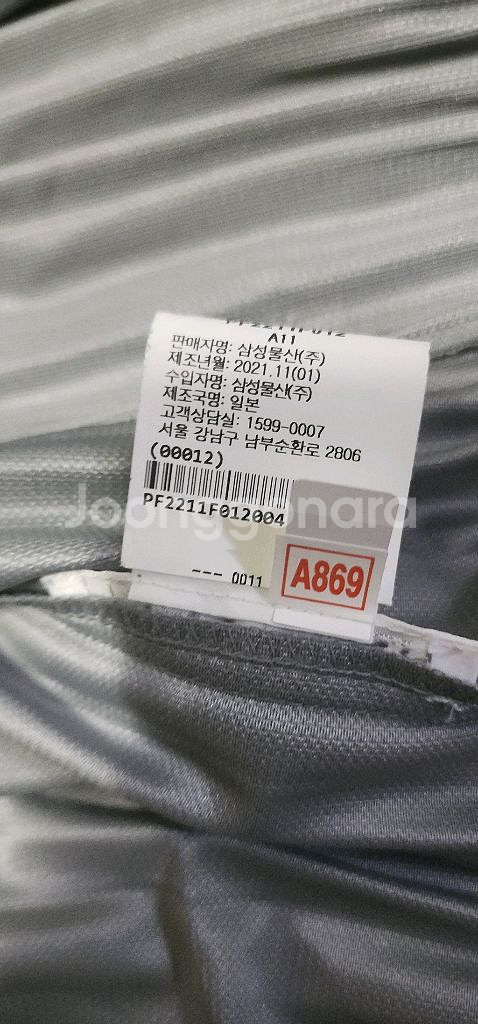 PF2211F012
A11
판매자명: 삼성물산(주)
제조년월: 2021.11(01)
수입자명: 삼성물산(주)
제조국명: 일본
고객상담실: 1599-0007
서울 강남구 남부순환로 2806
(00012)
PF2211F012004
--- 0011
A869
Joonggonara